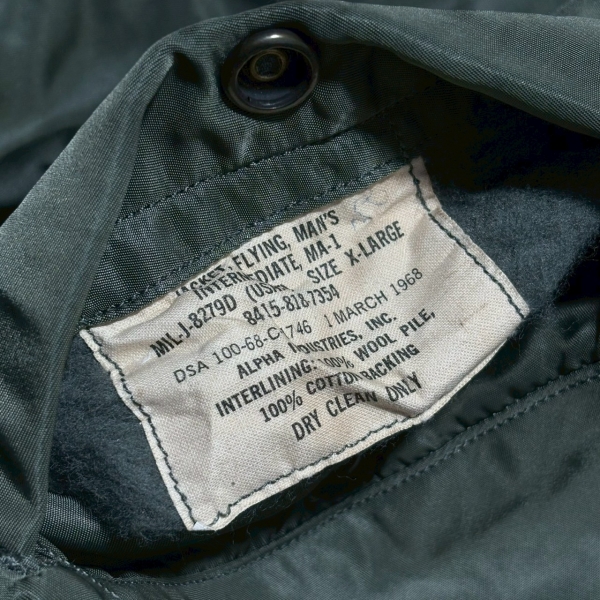 JACKET, FLYING, MAN'S
INTERMEDIATE, MA-1
MIL-J-8279D (USAF) SIZE X-LARGE
8415-818-7354
DSA 100-68-C-1746 1 MARCH 1968
ALPHA INDUSTRIES, INC.
INTERLINING: 100% WOOL PILE,
100% COTTON BACKING
DRY CLEAN ONLY